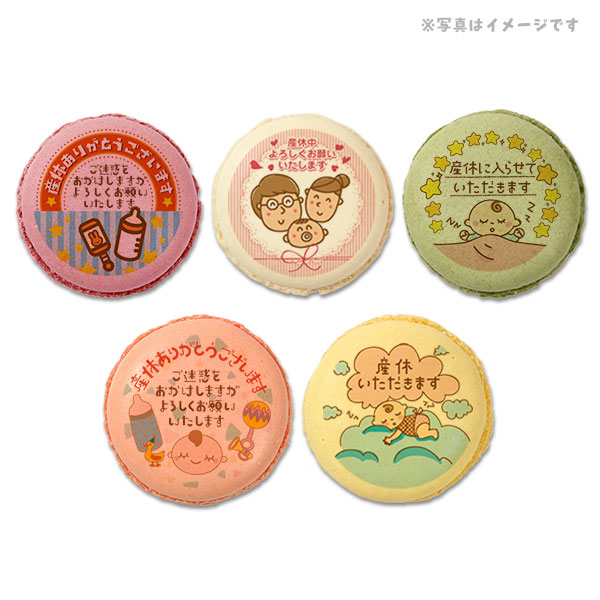 ※写真はイメージです
産休ありがとうございます
ご迷惑を
おかけしますが
よろしくお願い
いたします
産休中
よろしくお願い
いたします
産休に入らせて
いただきます
ZZ
産休ありがとうございます
ご迷惑を
おかけしますが
よろしくお願い
いたします
産休
いただきます
ZZZ